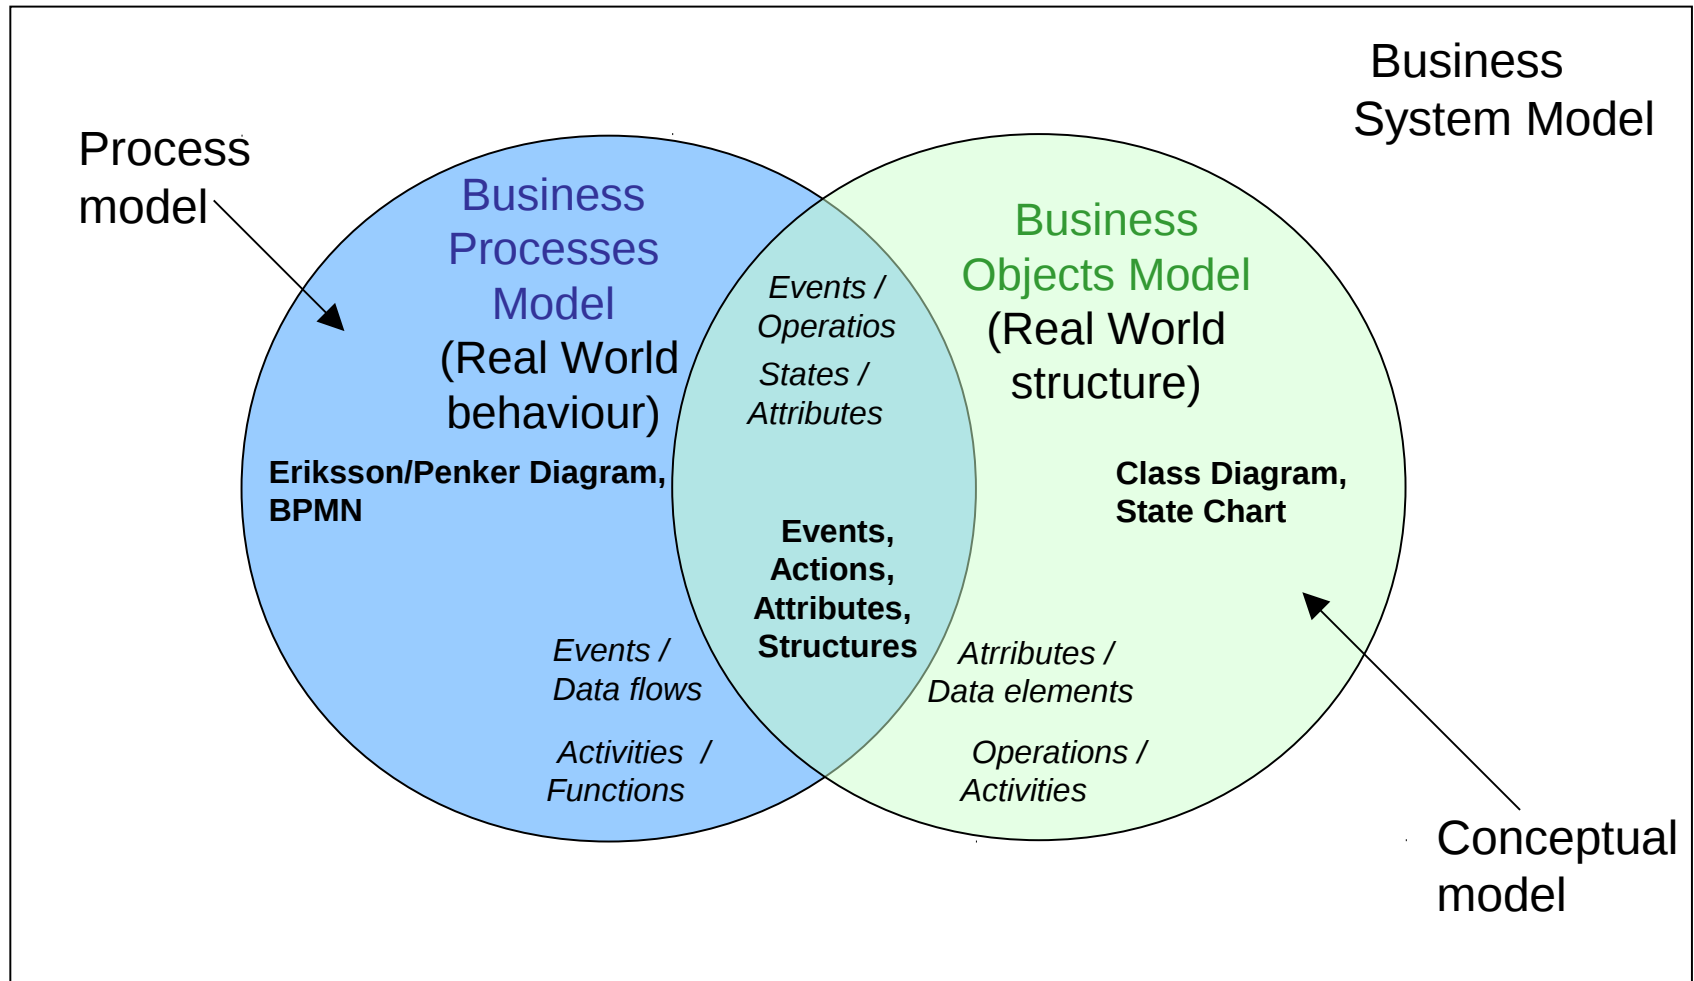 Business
System Model
Process
model
Business
Processes
Model
(Real World
behaviour)
Eriksson/Penker Diagram,
BPMN
Events /
Data flows
Activities /
Functions
Events /
Operatios
States /
Attributes
Events,
Actions,
Attributes,
Structures
Business
Objects Model
(Real World
structure)
Class Diagram,
State Chart
Atrributes /
Data elements
Operations /
Activities
Conceptual
model